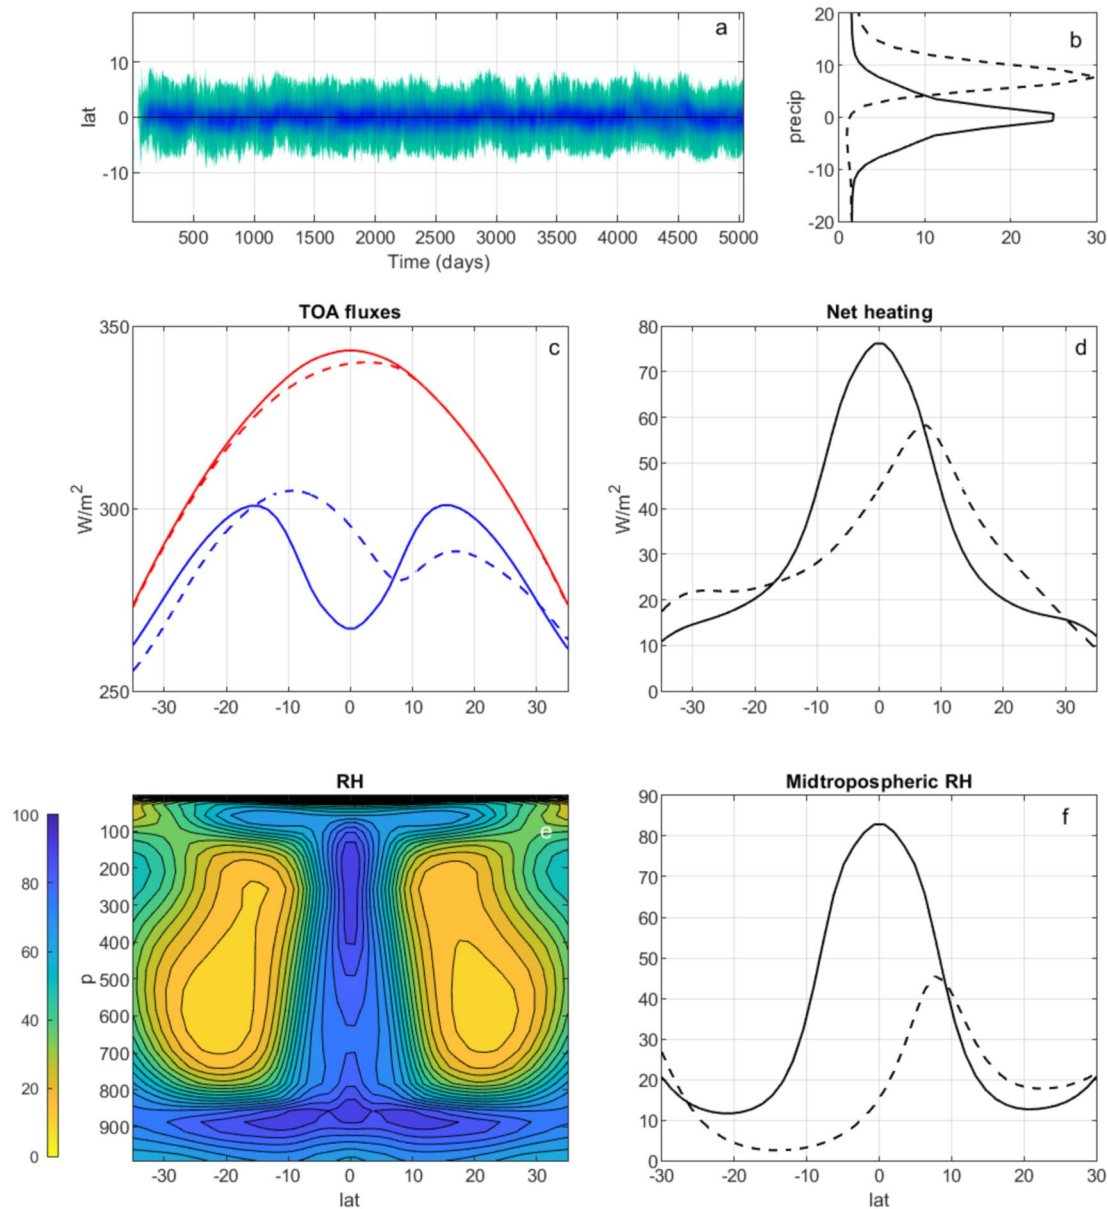 a
lat
10
0
-10
500 1000 1500 2000 2500 3000 3500 4000 4500 5000
Time (days)
b
precip
20
10
0
-10
-20
0 10 20 30
TOA fluxes
c
W/m2
350
300
250
-30 -20 -10 0 10 20 30
Net heating
d
W/m2
80
70
60
50
40
30
20
10
0
-30 -20 -10 0 10 20 30
RH
e
100
80
60
40
20
0
p
100
200
300
400
500
600
700
800
900
-30 -20 -10 0 10 20 30
lat
Midtropospheric RH
f
90
80
70
60
50
40
30
20
10
0
-30 -20 -10 0 10 20 30
lat